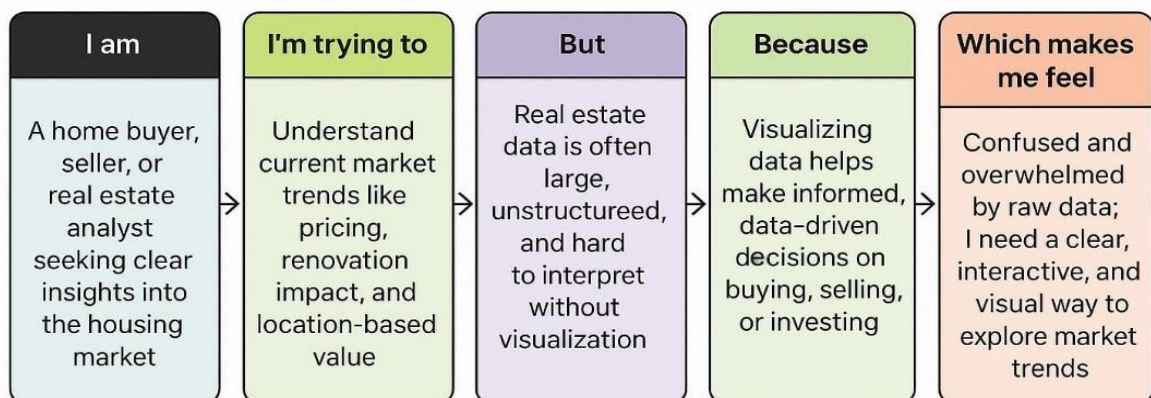 I am
A home buyer,
seller, or
real estate
analyst
seeking clear
insights into
the housing
market
I'm trying to
Understand
current market
trends like
pricing,
renovation
impact, and
location-based
value
But
Real estate
data is often
large,
unstructureed,
and hard
to interpret
without
visualization
Because
Visualizing
data helps
make informed,
data-driven
decisions on
buying, selling,
or investing
Which makes
me feel
Confused and
overwhelmed
by raw data;
I need a clear,
interactive, and
visual way to
explore market
trends